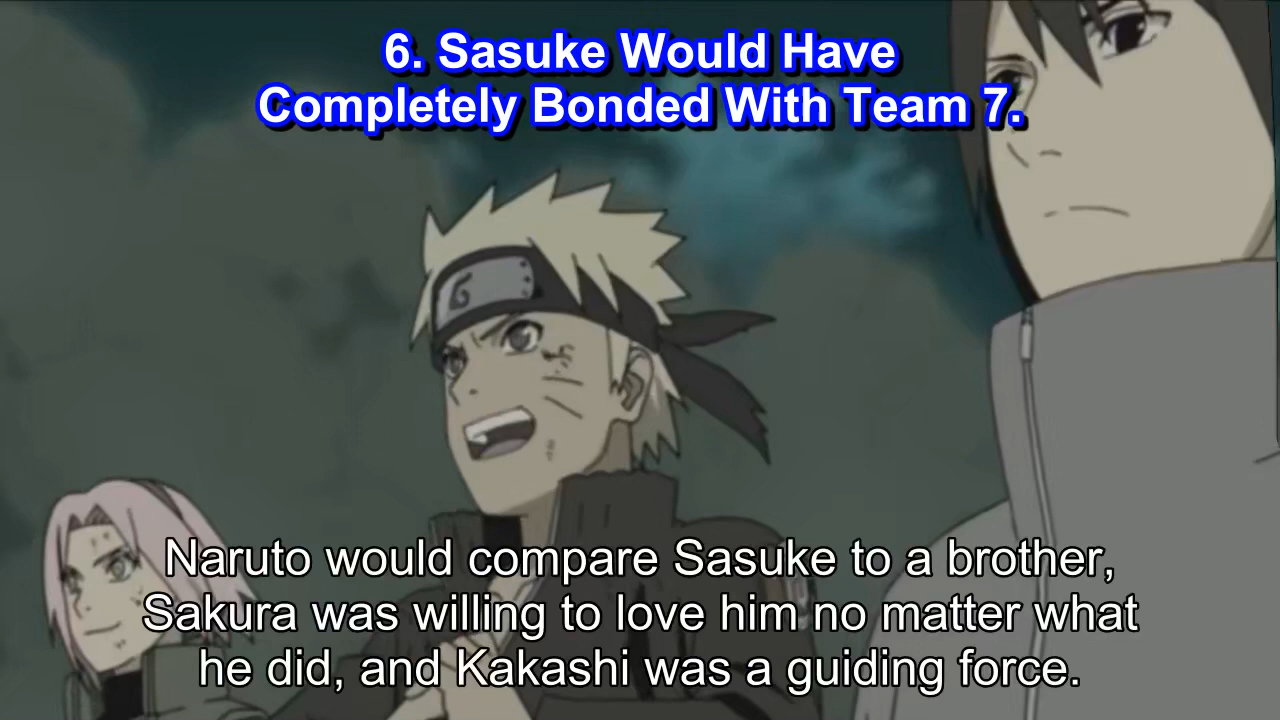 6. Sasuke Would Have
Completely Bonded With Team 7.
Naruto would compare Sasuke to a brother,
Sakura was willing to love him no matter what
he did, and Kakashi was a guiding force.